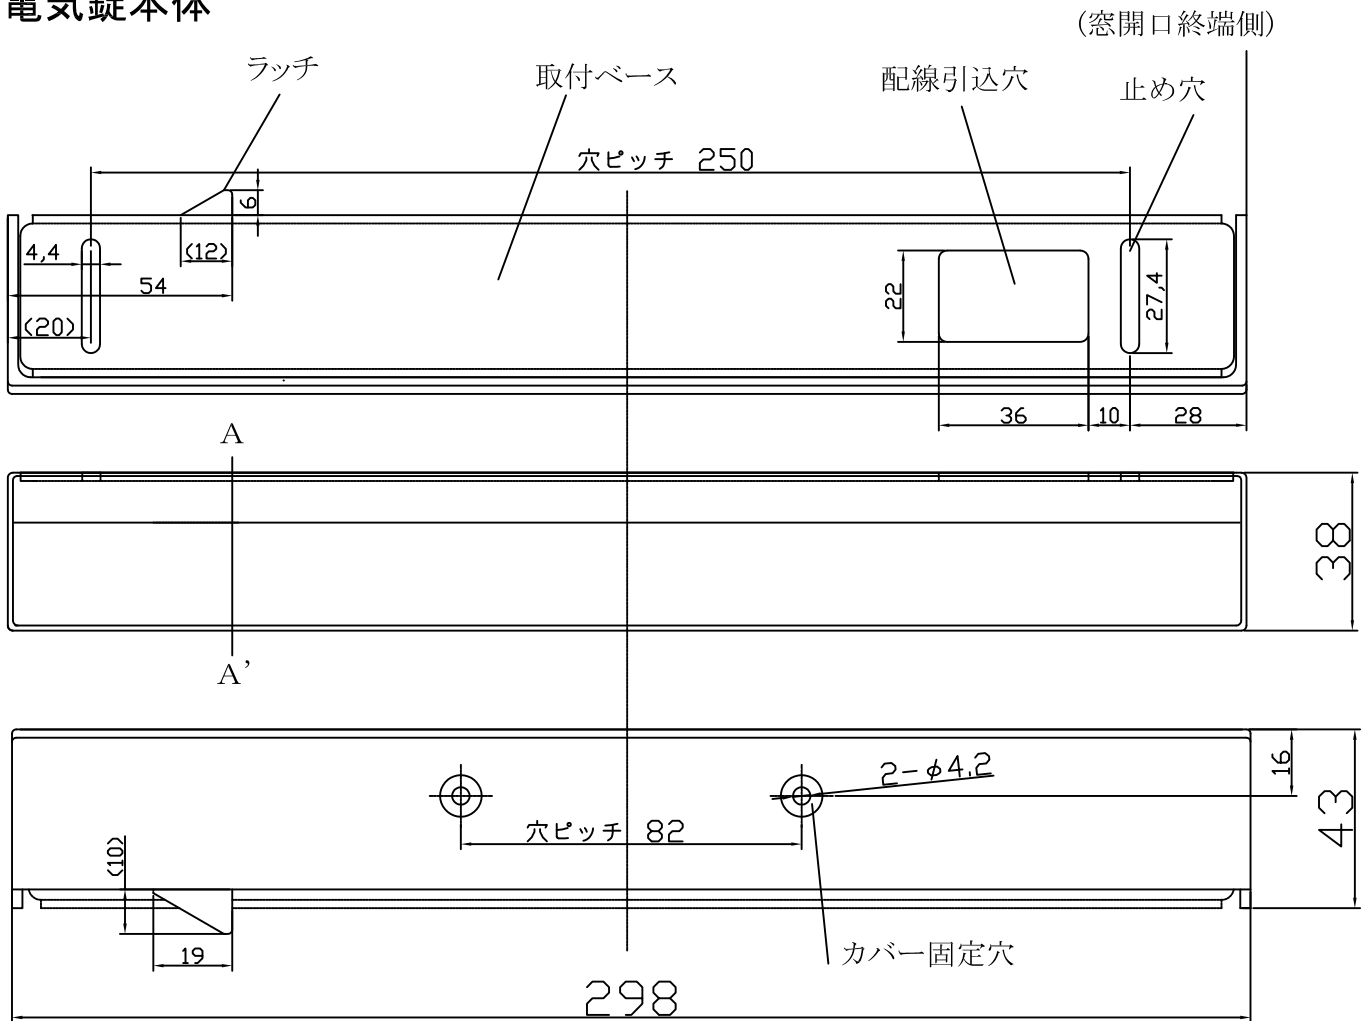 電気錠本体
(窓開口終端側)
ラッチ
取付ベース
配線引込穴
止め穴
穴ピッチ 250
6
(12)
4,4
54
(20)
22
27,4
36
10
28
A
38
A’
2-φ4,2
16
穴ピッチ 82
43
(10)
19
カバー固定穴
298